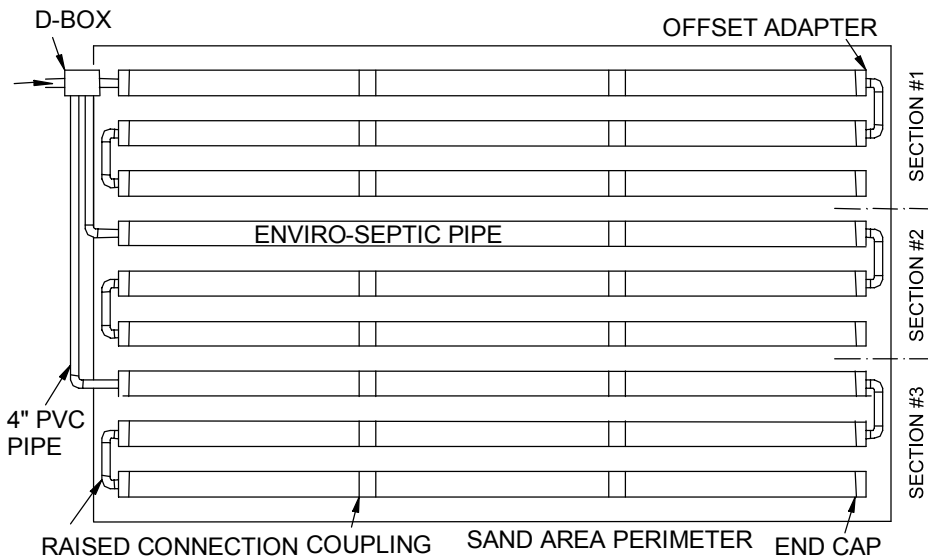 D-BOX
OFFSET ADAPTER
SECTION #1
ENVIRO-SEPTIC PIPE
SECTION #2
4" PVC
PIPE
SECTION #3
RAISED CONNECTION
COUPLING
SAND AREA PERIMETER
END CAP